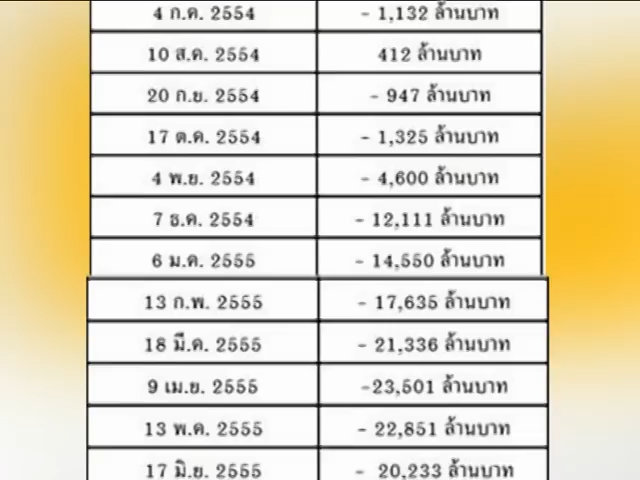 4 ก.ค. 2554 - 1,132 ล้านบาท
10 ส.ค. 2554 412 ล้านบาท
20 ก.ย. 2554 - 947 ล้านบาท
17 ต.ค. 2554 - 1,325 ล้านบาท
4 พ.ย. 2554 - 4,600 ล้านบาท
7 ธ.ค. 2554 - 12,111 ล้านบาท
6 ม.ค. 2555 - 14,550 ล้านบาท
13 ก.พ. 2555 - 17,635 ล้านบาท
18 มี.ค. 2555 - 21,336 ล้านบาท
9 เม.ย. 2555 -23,501 ล้านบาท
13 พ.ค. 2555 - 22,851 ล้านบาท
17 มิ.ย. 2555 - 20,233 ล้านบาท